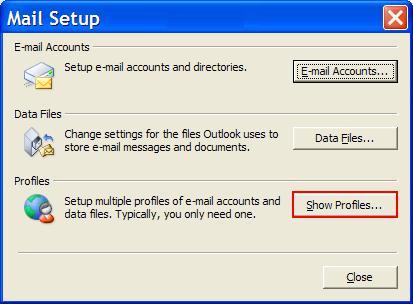 Mail Setup
E-mail Accounts
Setup e-mail accounts and directories.
E-mail Accounts...
Data Files
Change settings for the files Outlook uses to
store e-mail messages and documents.
Data Files...
Profiles
Setup multiple profiles of e-mail accounts and
data files. Typically, you only need one.
Show Profiles...
Close